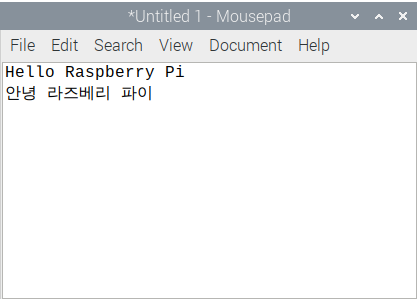 *Untitled 1 - Mousepad
File Edit Search View Document Help
Hello Raspberry Pi
안녕 라즈베리 파이